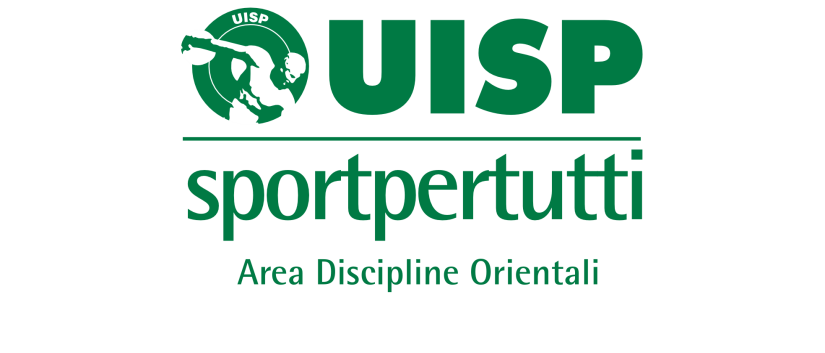 UISP
UISP
sportpertutti
Area Discipline Orientali